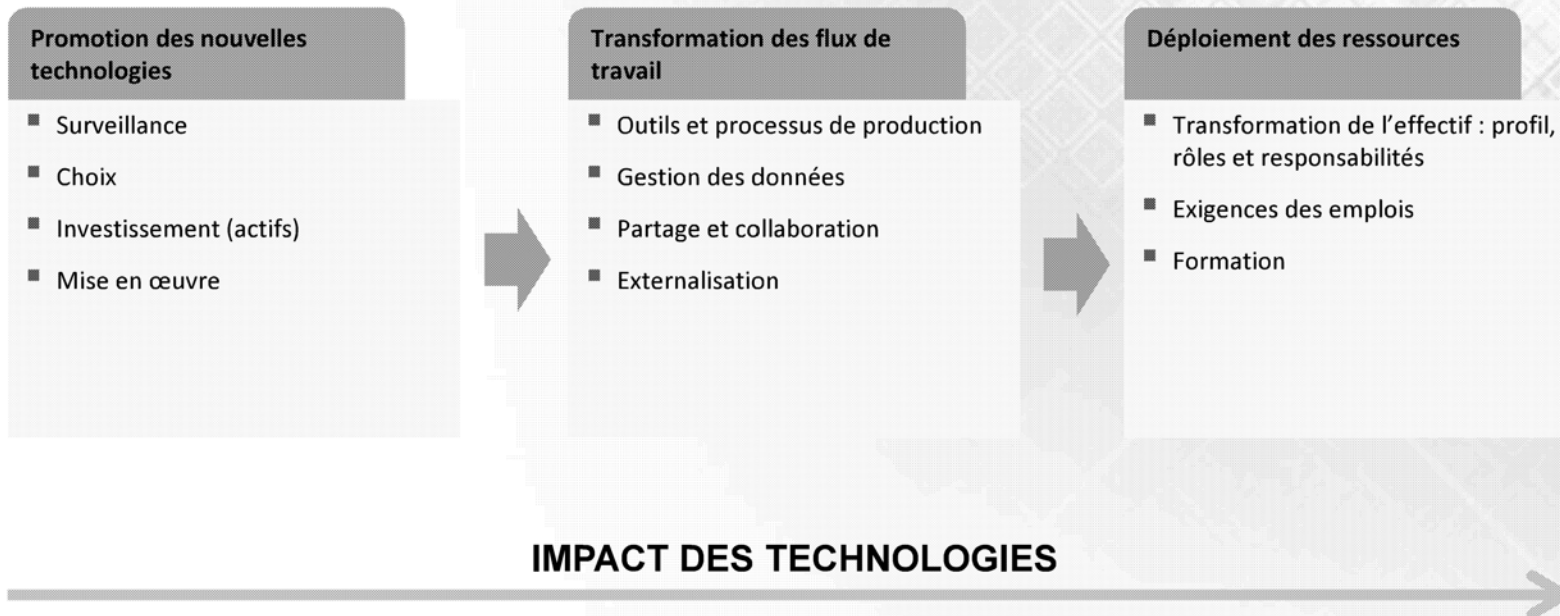 Promotion des nouvelles
technologies
▪ Surveillance
▪ Choix
▪ Investissement (actifs)
▪ Mise en œuvre
Transformation des flux de
travail
▪ Outils et processus de production
▪ Gestion des données
▪ Partage et collaboration
▪ Externalisation
Déploiement des ressources
▪ Transformation de l’effectif : profil,
rôles et responsabilités
▪ Exigences des emplois
▪ Formation
IMPACT DES TECHNOLOGIES